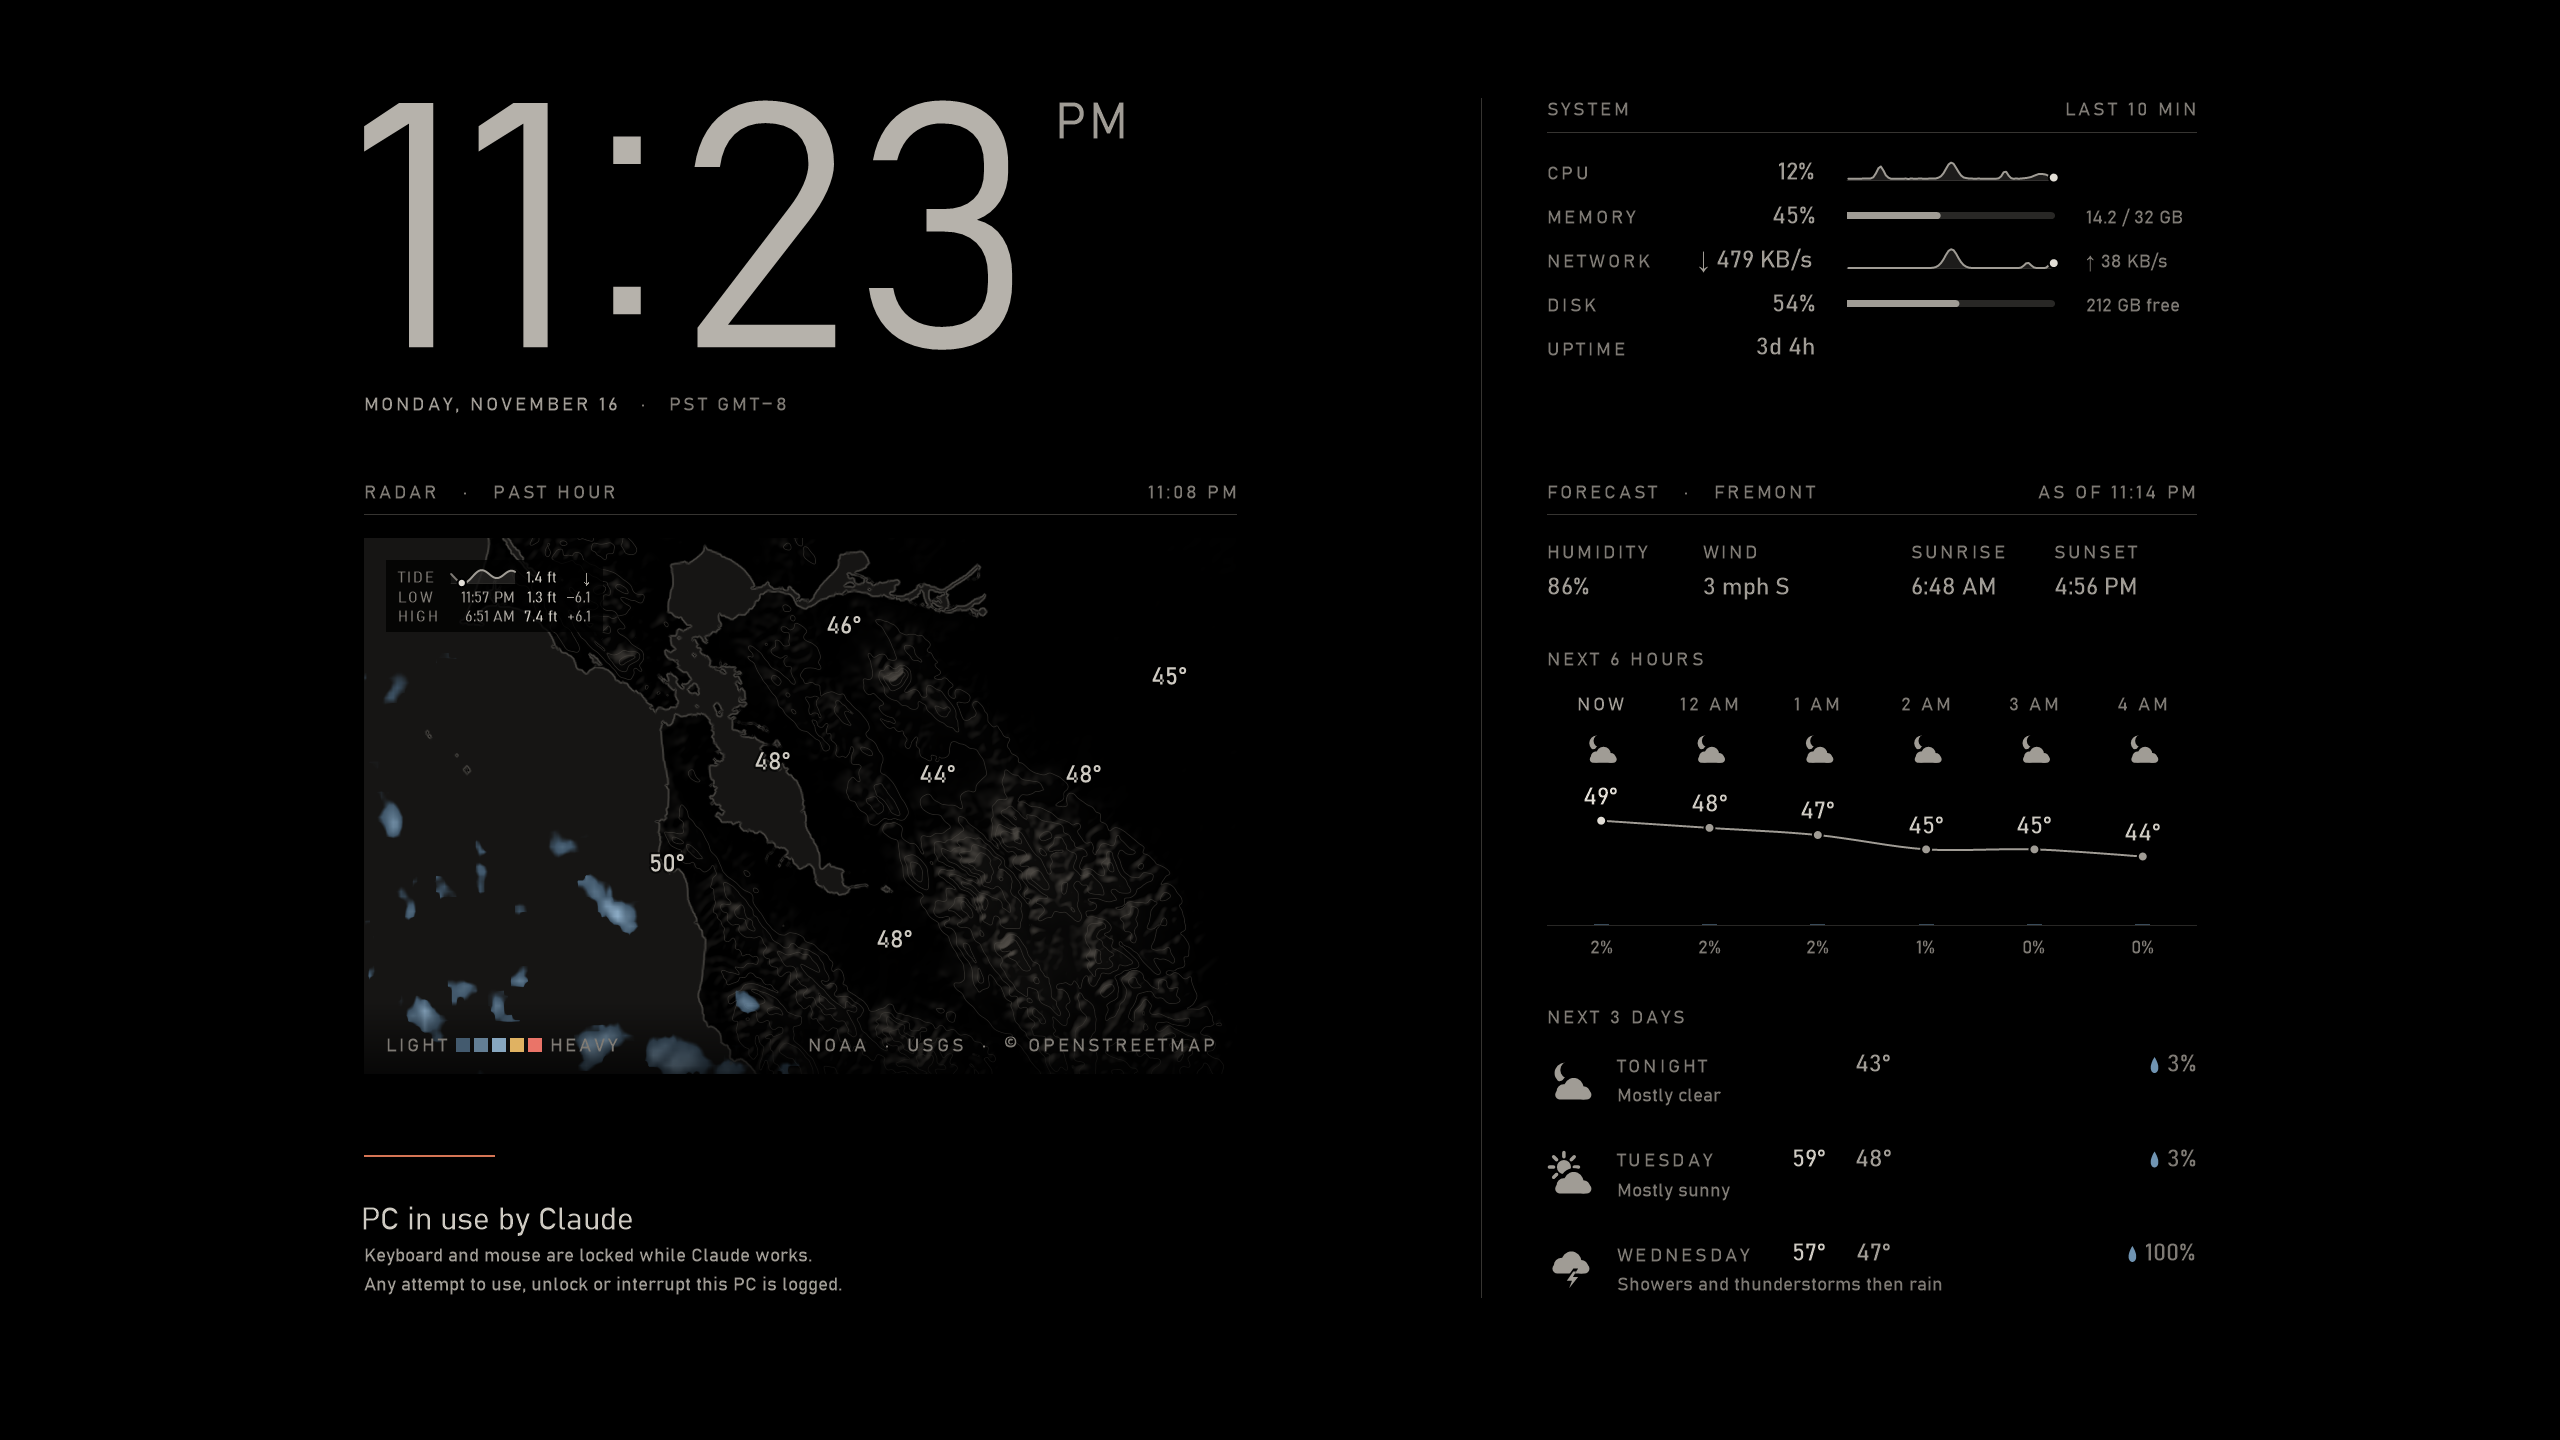 11:23 PM
MONDAY, NOVEMBER 16 · PST GMT−8
RADAR · PAST HOUR 11:08 PM
TIDE 1.4 ft ↓
LOW 11:57 PM 1.3 ft −6.1
HIGH 6:51 AM 7.4 ft +6.1
46°
45°
48°
44°
48°
50°
48°
LIGHT HEAVY
NOAA · USGS · © OPENSTREETMAP
PC in use by Claude
Keyboard and mouse are locked while Claude works.
Any attempt to use, unlock or interrupt this PC is logged.
SYSTEM LAST 10 MIN
CPU 12%
MEMORY 45% 14.2 / 32 GB
NETWORK ↓ 479 KB/s ↑ 38 KB/s
DISK 54% 212 GB free
UPTIME 3d 4h
FORECAST · FREMONT AS OF 11:14 PM
HUMIDITY WIND SUNRISE SUNSET
86% 3 mph S 6:48 AM 4:56 PM
NEXT 6 HOURS
NOW 12 AM 1 AM 2 AM 3 AM 4 AM
49° 48° 47° 45° 45° 44°
2% 2% 2% 1% 0% 0%
NEXT 3 DAYS
TONIGHT 43° 3%
Mostly clear
TUESDAY 59° 48° 3%
Mostly sunny
WEDNESDAY 57° 47° 100%
Showers and thunderstorms then rain